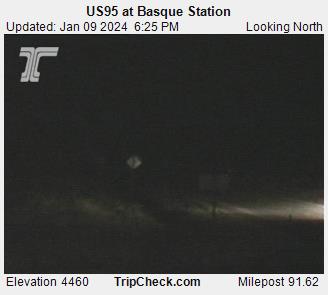 US95 at Basque Station
Updated: Jan 09 2024 6:25 PM Looking North
Elevation 4460 TripCheck.com Milepost 91.62